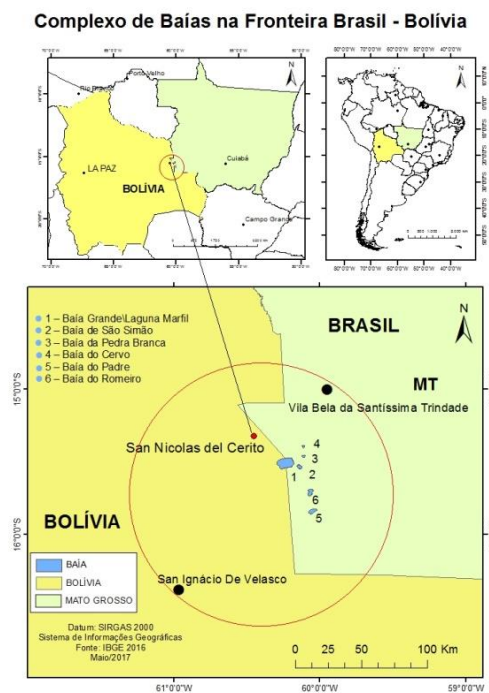 Complexo de Baías na Fronteira Brasil - Bolívia
N
Porto Velho
LA PAZ
BOLÍVIA
Cuiabá
Campo Grande
N
1 – Baía Grande\Laguna Marfil
2 – Baía de São Simão
3 – Baía da Pedra Branca
4 – Baía do Cervo
5 – Baía do Padre
6 – Baía do Romeiro
BRASIL
N
MT
15°0'0"S
Vila Bela da Santíssima Trindade
San Nicolas del Cerito
4
3
2
1
6
5
BOLÍVIA
16°0'0"S
BAÍA
BOLÍVIA
MATO GROSSO
San Ignácio De Velasco
Datum: SIRGAS 2000
Sistema de Informações Geográficas
Fonte: IBGE 2016
Maio/2017
0 25 50 100 Km
61°0'0"W 60°0'0"W 59°0'0"W